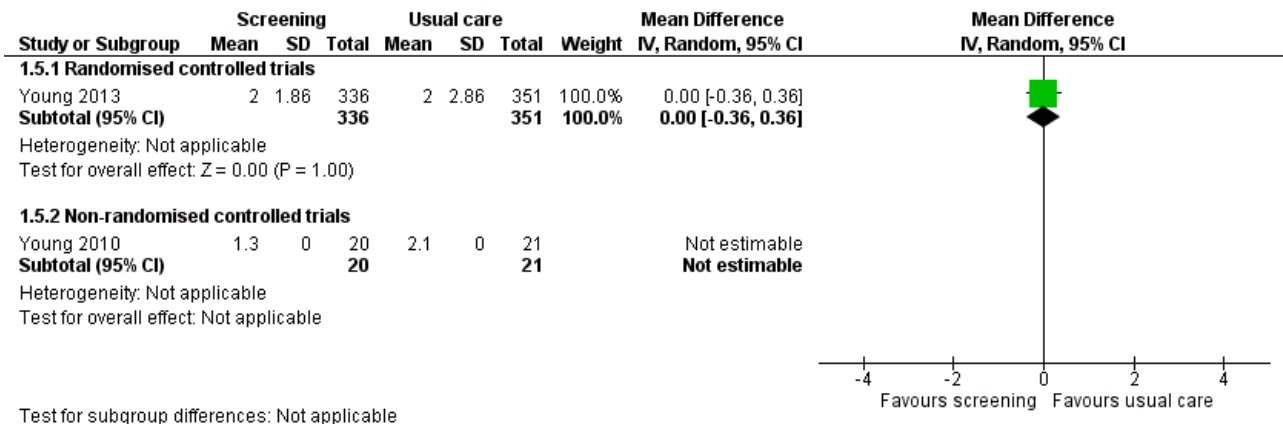 Screening Usual care Mean Difference Mean Difference
Study or Subgroup Mean SD Total Mean SD Total Weight IV, Random, 95% CI IV, Random, 95% CI
1.5.1 Randomised controlled trials
Young 2013 2 1.86 336 2 2.86 351 100.0% 0.00 [-0.36, 0.36]
Subtotal (95% CI) 336 351 100.0% 0.00 [-0.36, 0.36]
Heterogeneity: Not applicable
Test for overall effect: Z = 0.00 (P = 1.00)
1.5.2 Non-randomised controlled trials
Young 2010 1.3 0 20 2.1 0 21 Not estimable
Subtotal (95% CI) 20 21 Not estimable
Heterogeneity: Not applicable
Test for overall effect: Not applicable
-4 -2 0 2 4
Favours screening Favours usual care
Test for subgroup differences: Not applicable